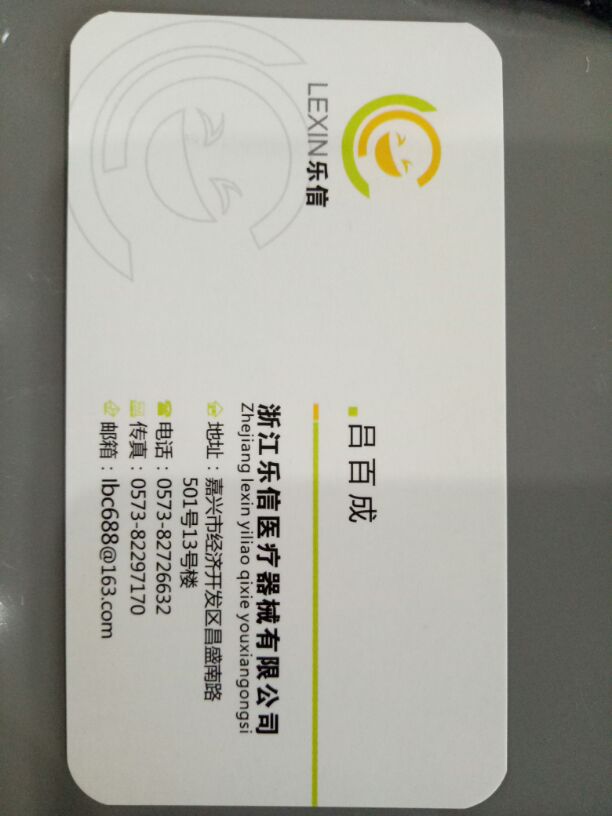 LEXIN乐信
吕百成
浙江乐信医疗器械有限公司
Zhejiang lexin yiliao qixie youxiangongsi
地址：嘉兴市经济开发区昌盛南路
501号13号楼
电话：0573-82726632
传真：0573-82297170
邮箱：lbc688@163.com